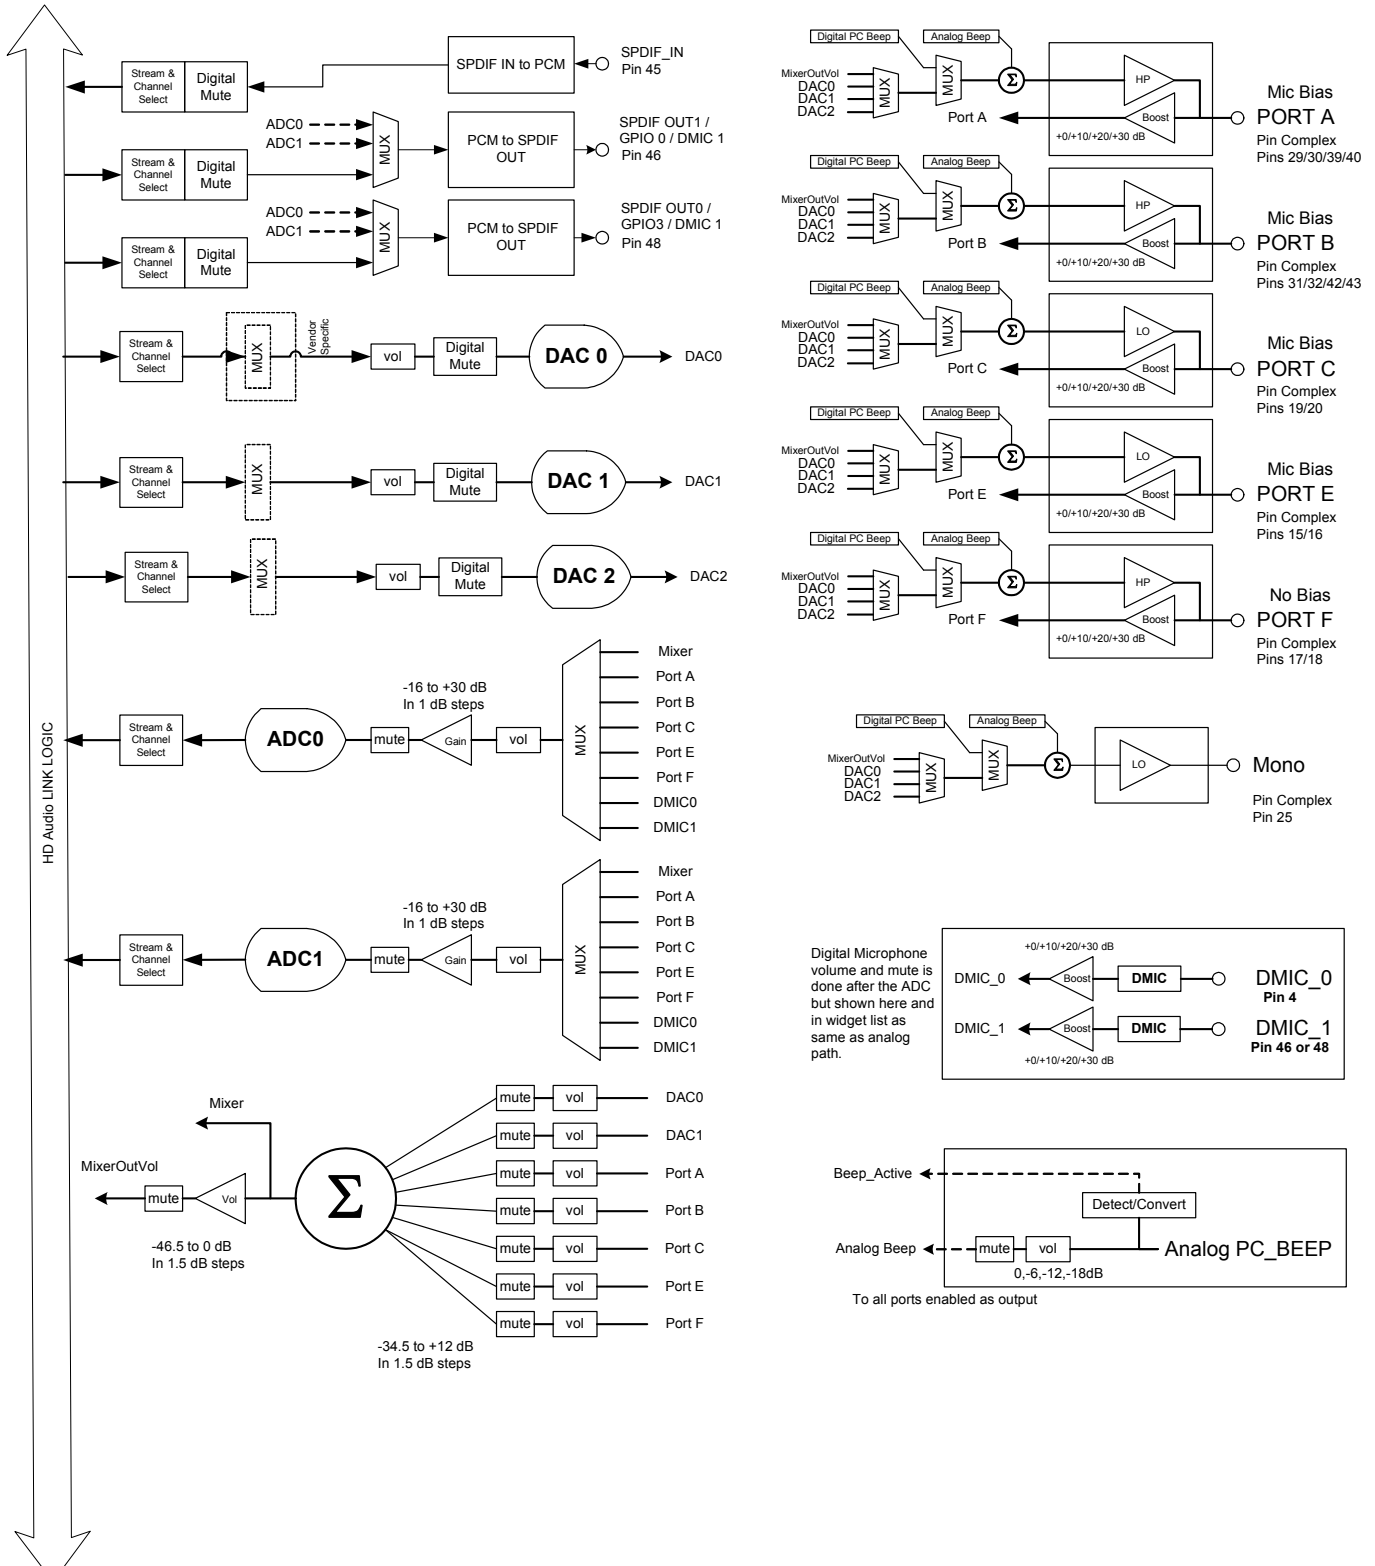 HD Audio LINK LOGIC
Stream &
Channel
Select
Digital
Mute
SPDIF IN to PCM
SPDIF_IN
Pin 45
ADC0
ADC1
Stream &
Channel
Select
Digital
Mute
MUX
PCM to SPDIF
OUT
SPDIF OUT1 /
GPIO 0 / DMIC 1
Pin 46
ADC0
ADC1
Stream &
Channel
Select
Digital
Mute
MUX
PCM to SPDIF
OUT
SPDIF OUT0 /
GPIO3 / DMIC 1
Pin 48
Stream &
Channel
Select
MUX
Vendor
Specific
vol
Digital
Mute
DAC 0
DAC0
Stream &
Channel
Select
MUX
vol
Digital
Mute
DAC 1
DAC1
Stream &
Channel
Select
MUX
vol
Digital
Mute
DAC 2
DAC2
Stream &
Channel
Select
ADC0
mute
-16 to +30 dB
In 1 dB steps
Gain
vol
MUX
Mixer
Port A
Port B
Port C
Port E
Port F
DMIC0
DMIC1
Stream &
Channel
Select
ADC1
mute
-16 to +30 dB
In 1 dB steps
Gain
vol
MUX
Mixer
Port A
Port B
Port C
Port E
Port F
DMIC0
DMIC1
Mixer
MixerOutVol
mute
Vol
-46.5 to 0 dB
In 1.5 dB steps
Σ
mute vol DAC0
mute vol DAC1
mute vol Port A
mute vol Port B
mute vol Port C
mute vol Port E
mute vol Port F
-34.5 to +12 dB
In 1.5 dB steps
Digital PC Beep
Analog Beep
MixerOutVol
DAC0
DAC1
DAC2
MUX
MUX
Σ
HP
Port A
Boost
+0/+10/+20/+30 dB
Mic Bias
PORT A
Pin Complex
Pins 29/30/39/40
Digital PC Beep
Analog Beep
MixerOutVol
DAC0
DAC1
DAC2
MUX
MUX
Σ
HP
Port B
Boost
+0/+10/+20/+30 dB
Mic Bias
PORT B
Pin Complex
Pins 31/32/42/43
Digital PC Beep
Analog Beep
MixerOutVol
DAC0
DAC1
DAC2
MUX
MUX
Σ
LO
Port C
Boost
+0/+10/+20/+30 dB
Mic Bias
PORT C
Pin Complex
Pins 19/20
Digital PC Beep
Analog Beep
MixerOutVol
DAC0
DAC1
DAC2
MUX
MUX
Σ
LO
Port E
Boost
+0/+10/+20/+30 dB
Mic Bias
PORT E
Pin Complex
Pins 15/16
Digital PC Beep
Analog Beep
MixerOutVol
DAC0
DAC1
DAC2
MUX
MUX
Σ
HP
Port F
Boost
+0/+10/+20/+30 dB
No Bias
PORT F
Pin Complex
Pins 17/18
Digital PC Beep
Analog Beep
MixerOutVol
DAC0
DAC1
DAC2
MUX
MUX
Σ
LO
Mono
Pin Complex
Pin 25
Digital Microphone
volume and mute is
done after the ADC
but shown here and
in widget list as
same as analog
path.
+0/+10/+20/+30 dB
DMIC_0
Boost
DMIC
DMIC_0
Pin 4
DMIC_1
Boost
DMIC
DMIC_1
Pin 46 or 48
+0/+10/+20/+30 dB
Beep_Active
Detect/Convert
Analog Beep
mute
vol
Analog PC_BEEP
0,-6,-12,-18dB
To all ports enabled as output